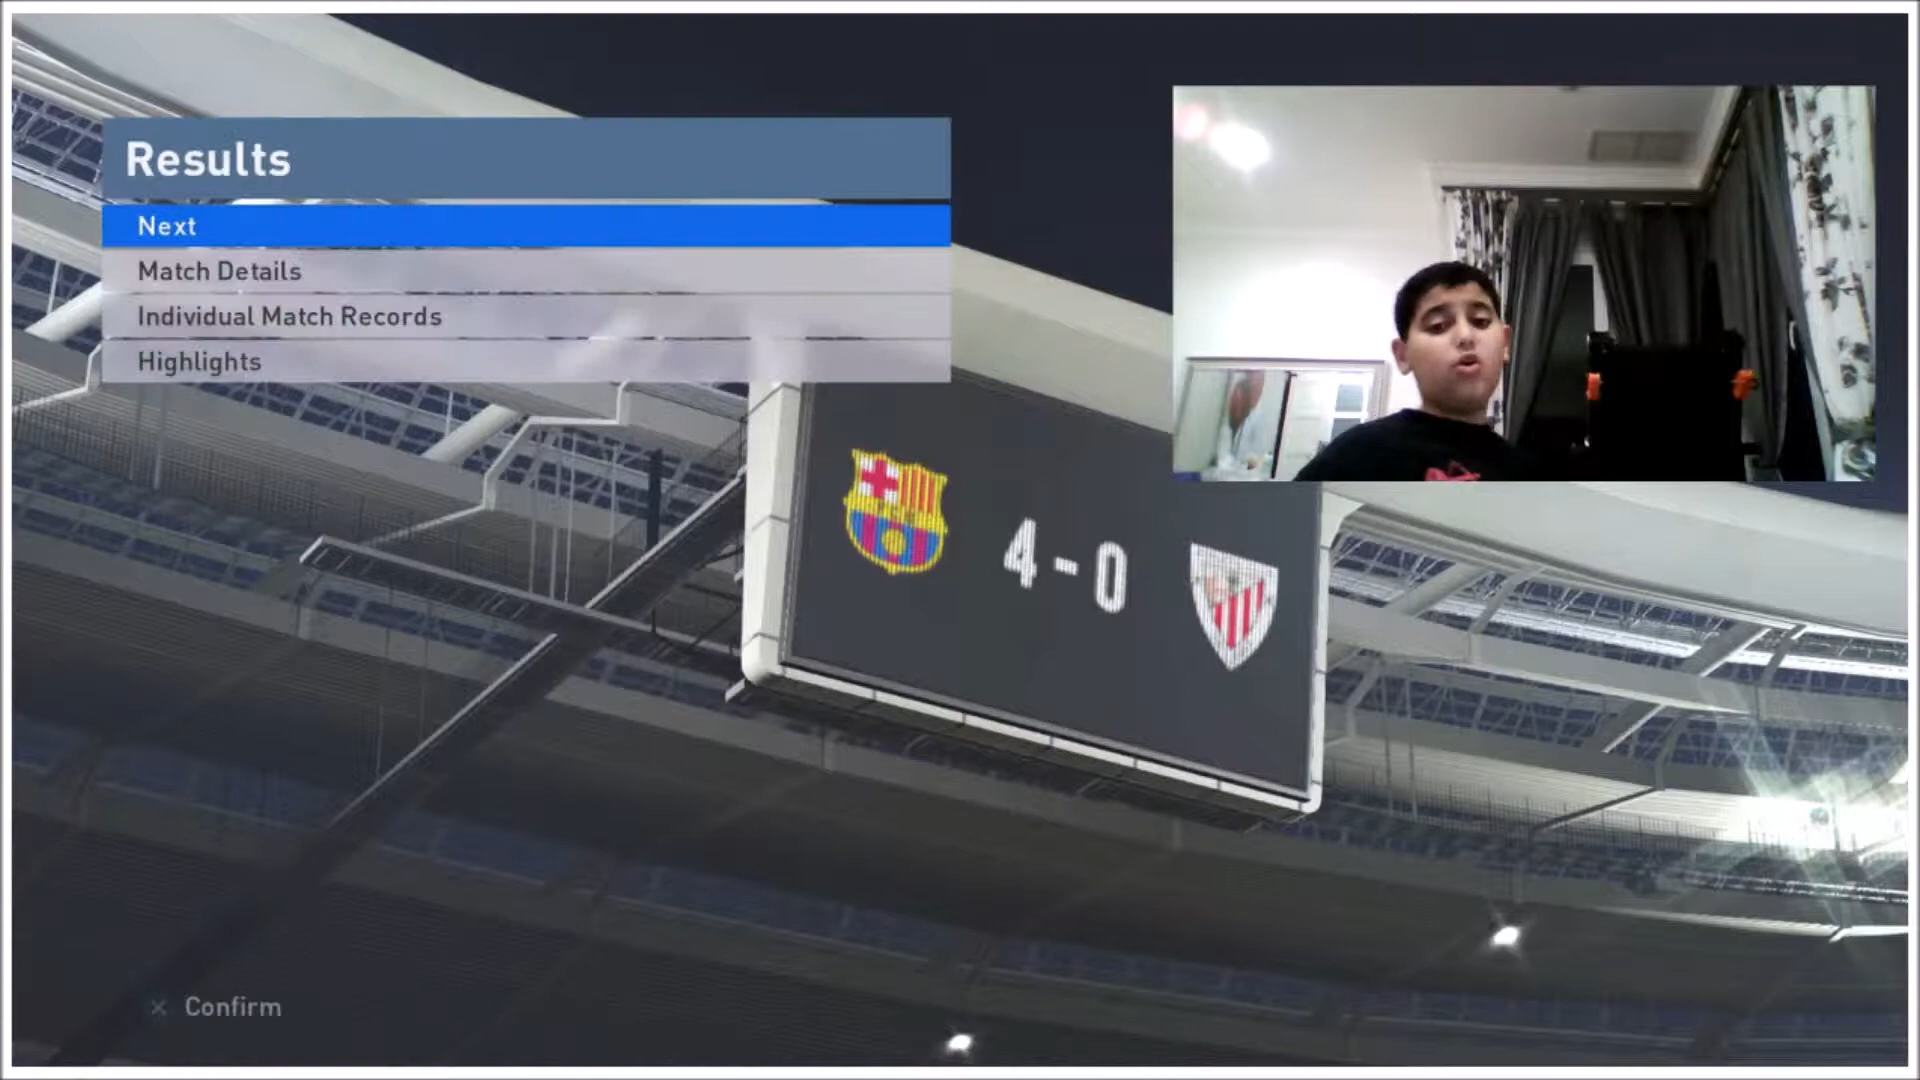 Results
Next
Match Details
Individual Match Records
Highlights
4 - 0
Confirm